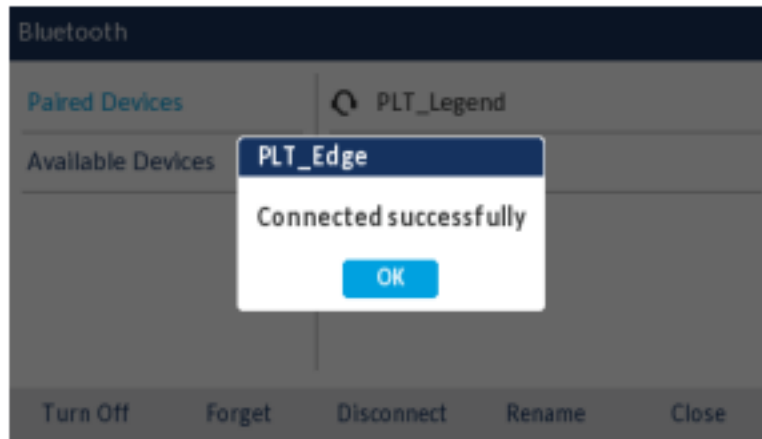 Bluetooth
Paired Devices
PLT_Legend
Available Devices
PLT_Edge
Connected successfully
OK
Turn Off Forget Disconnect Rename Close